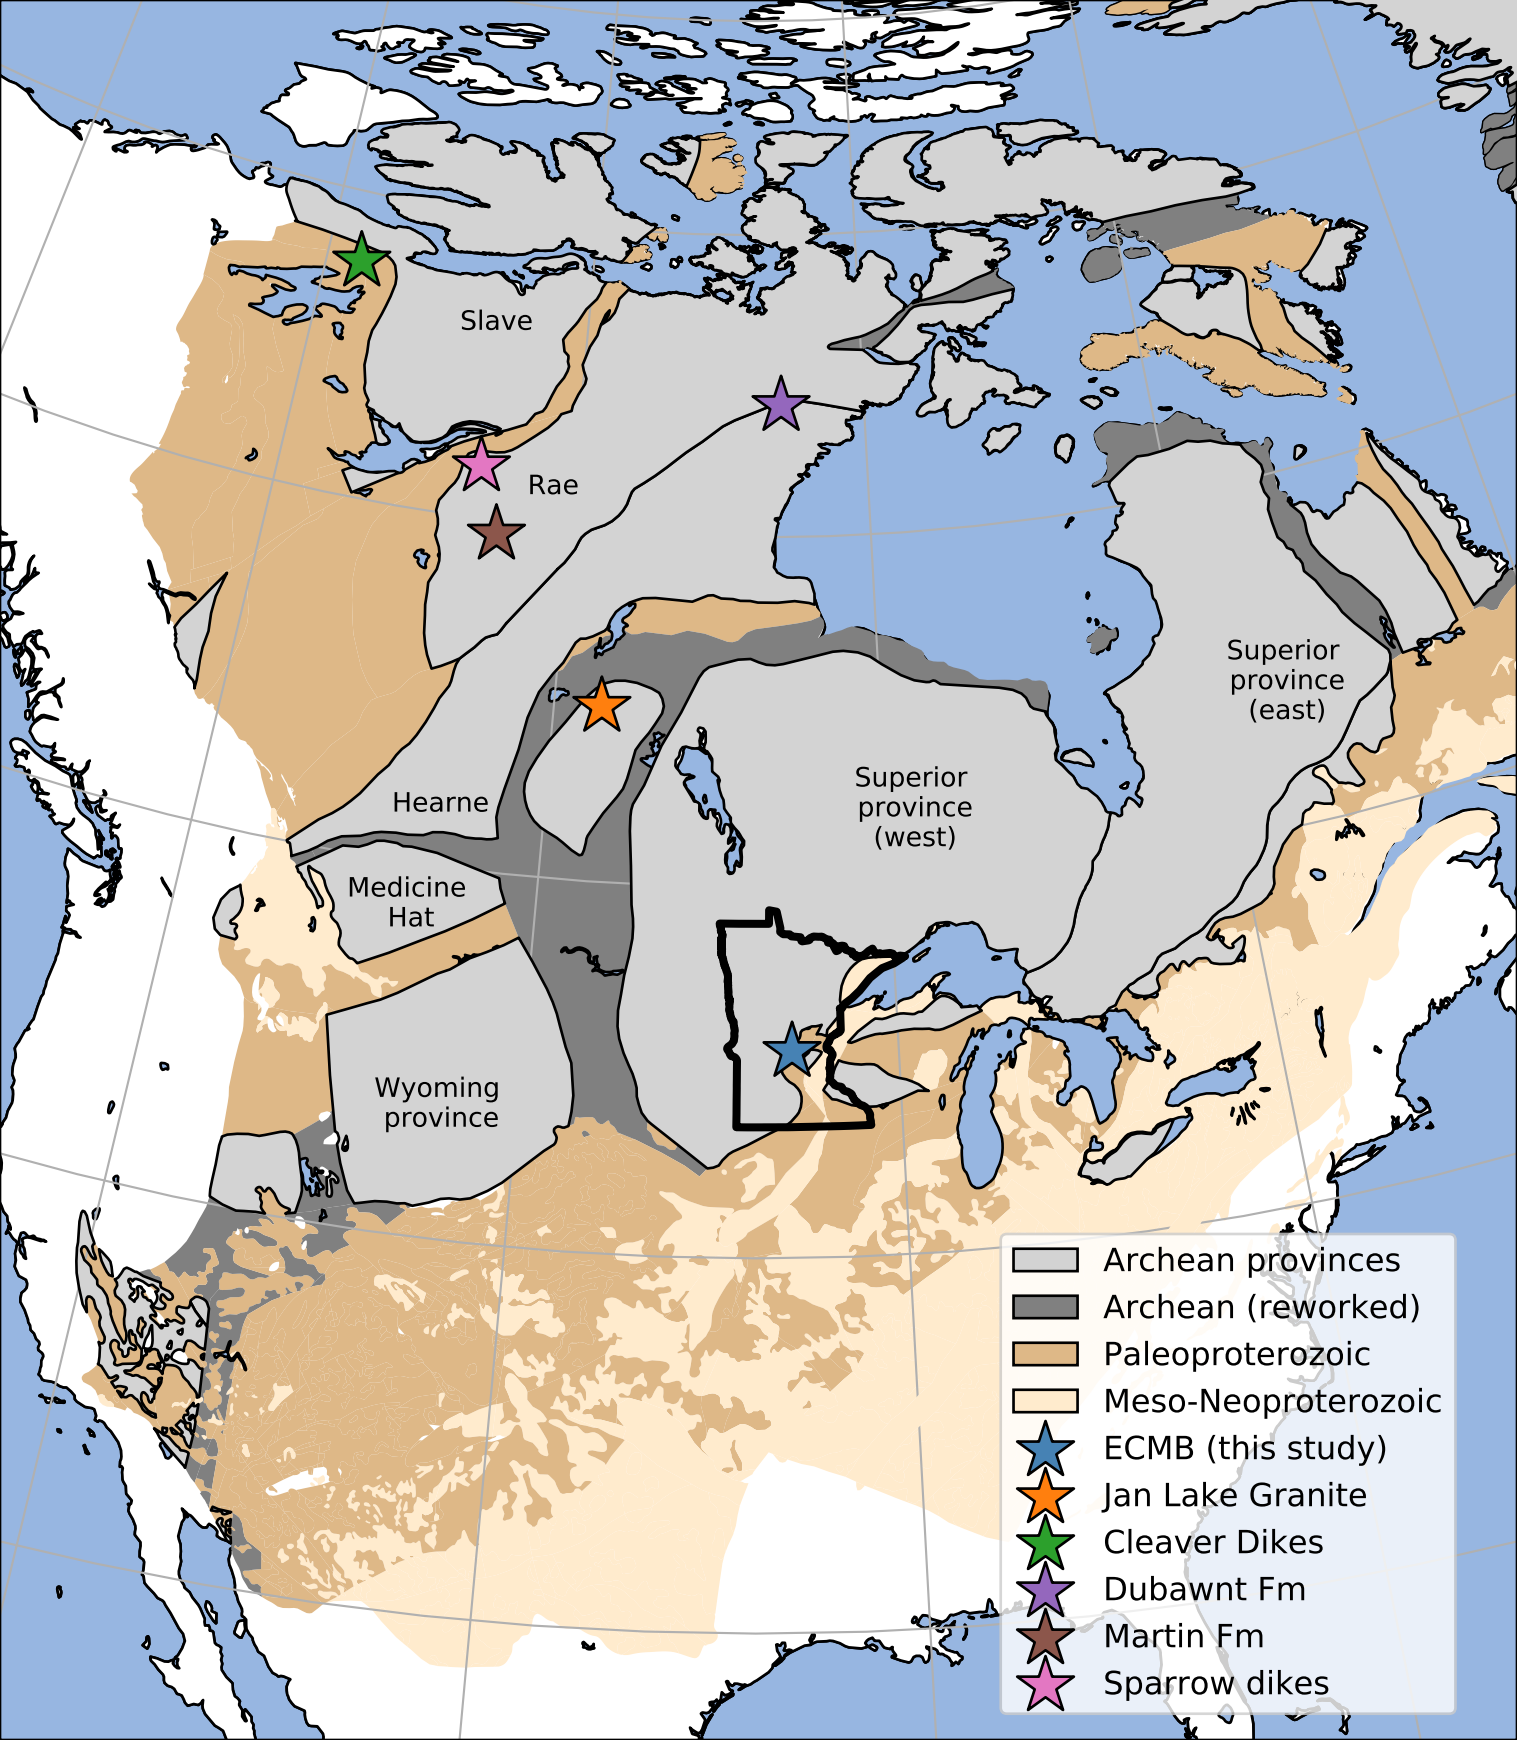 Slave
Rae
Superior
province
(east)
Superior
province
(west)
Hearne
Medicine
Hat
Wyoming
province
Archean provinces
Archean (reworked)
Paleoproterozoic
Meso-Neoproterozoic
ECMB (this study)
Jan Lake Granite
Cleaver Dikes
Dubawnt Fm
Martin Fm
Sparrow dikes